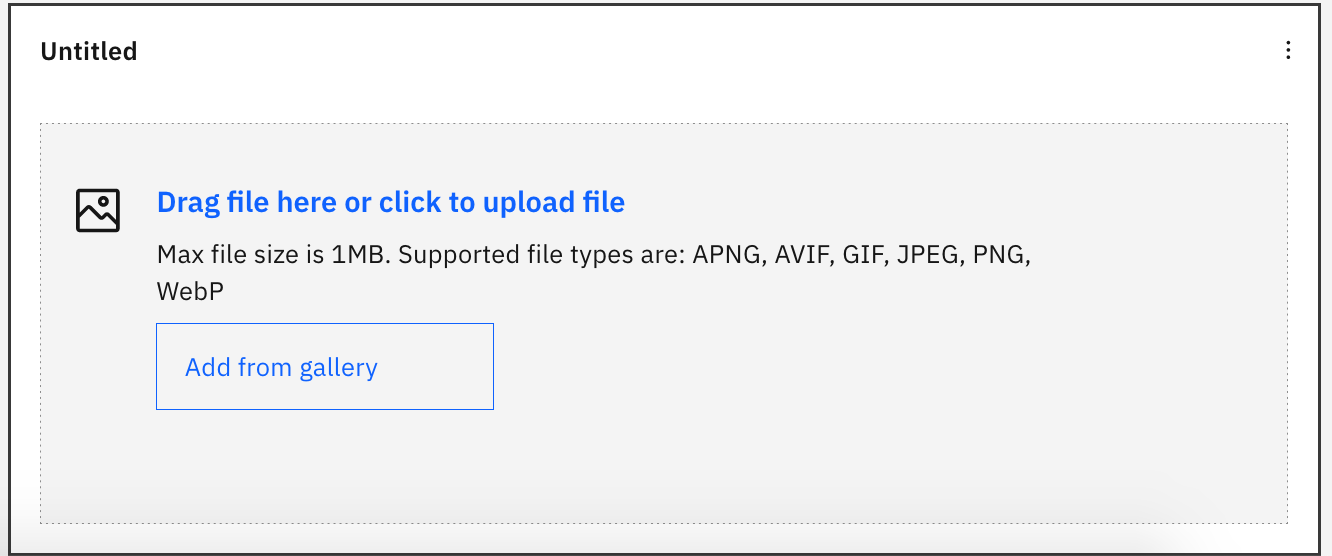 Untitled
Drag file here or click to upload file
Max file size is 1MB. Supported file types are: APNG, AVIF, GIF, JPEG, PNG,
WebP
Add from gallery